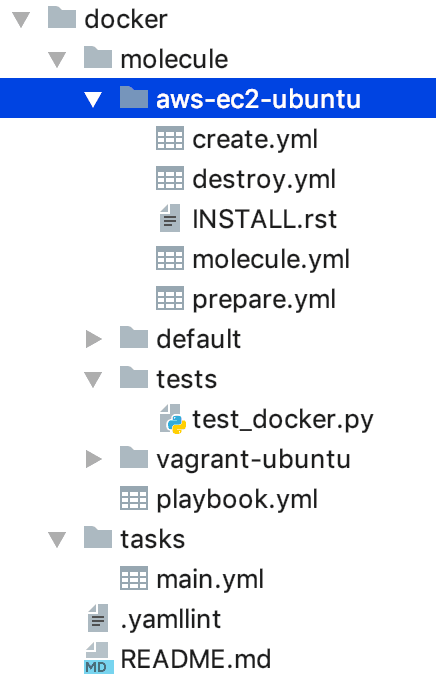 docker
molecule
aws-ec2-ubuntu
create.yml
destroy.yml
INSTALL.rst
molecule.yml
prepare.yml
default
tests
test_docker.py
vagrant-ubuntu
playbook.yml
tasks
main.yml
.yamllint
MD README.md